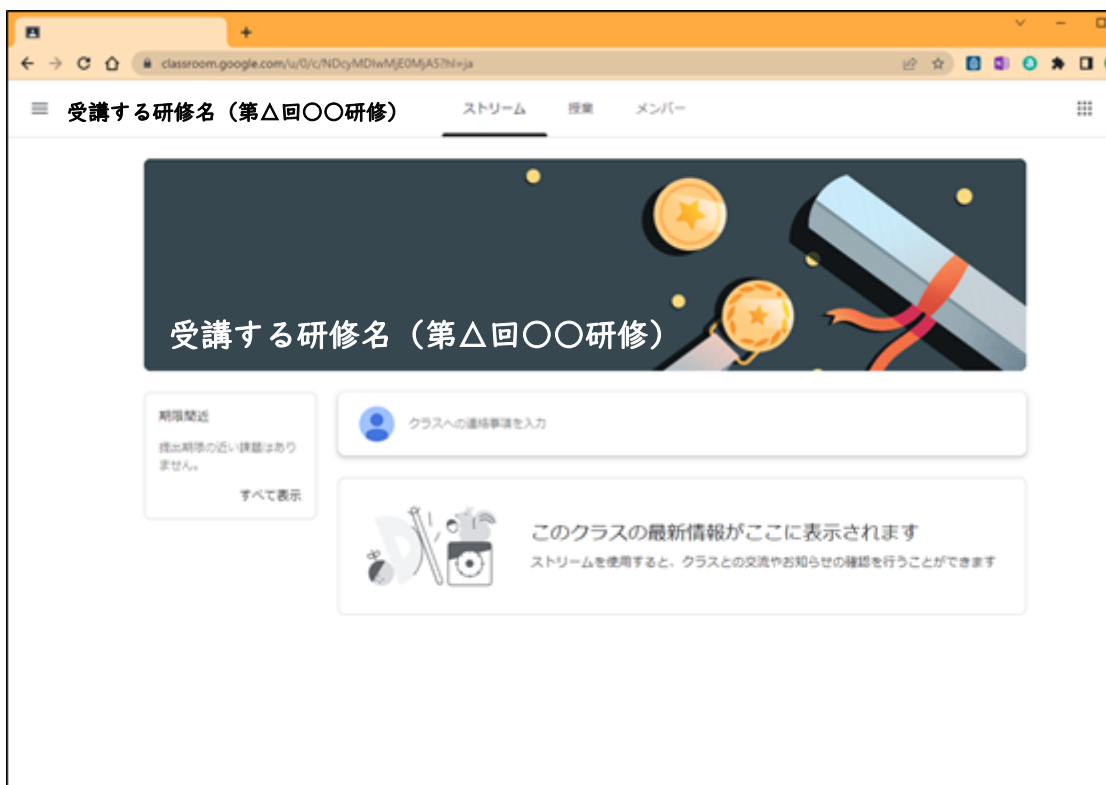 classroom.google.com/u/0/c/NDcyMDIwMjE0MjA5?hl=ja
受講する研修名（第△回〇〇研修）
ストリーム
授業
メンバー
受講する研修名（第△回〇〇研修）
期限間近
提出期限の近い課題はあり
ません。
すべて表示
クラスへの連絡事項を入力
このクラスの最新情報がここに表示されます
ストリームを使用すると、クラスとの交流やお知らせの確認を行うことができます